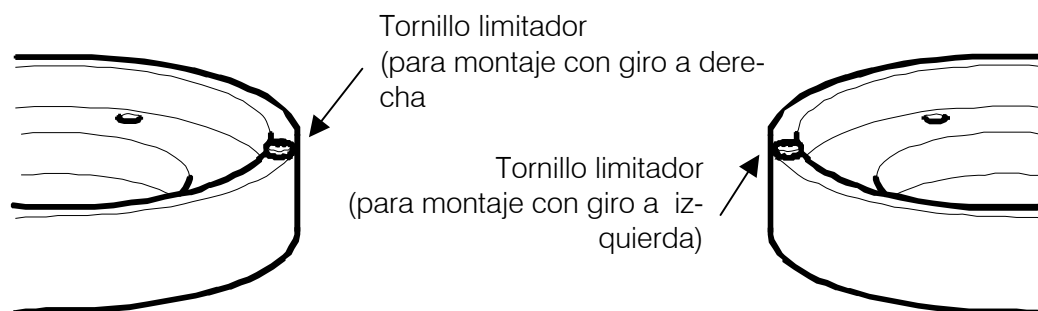 Tornillo limitador
(para montaje con giro a dere-
cha
Tornillo limitador
(para montaje con giro a  iz-
quierda)